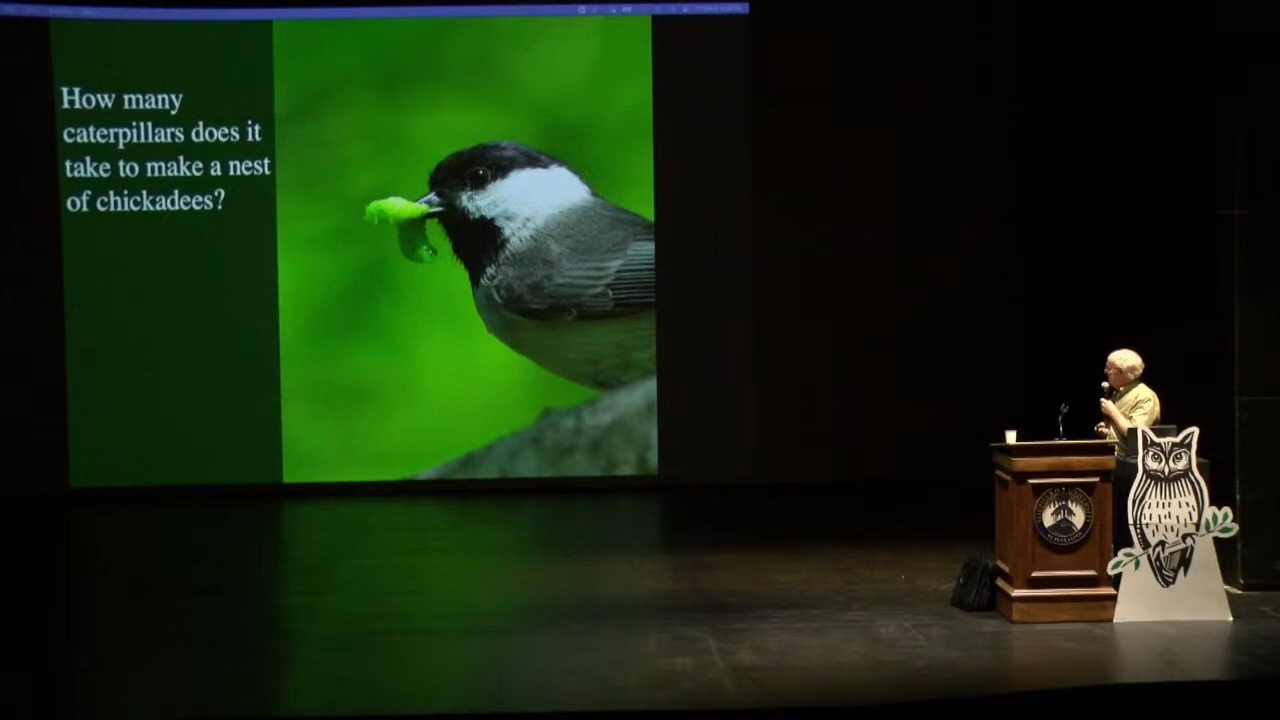 How many
caterpillars does it
take to make a nest
of chickadees?